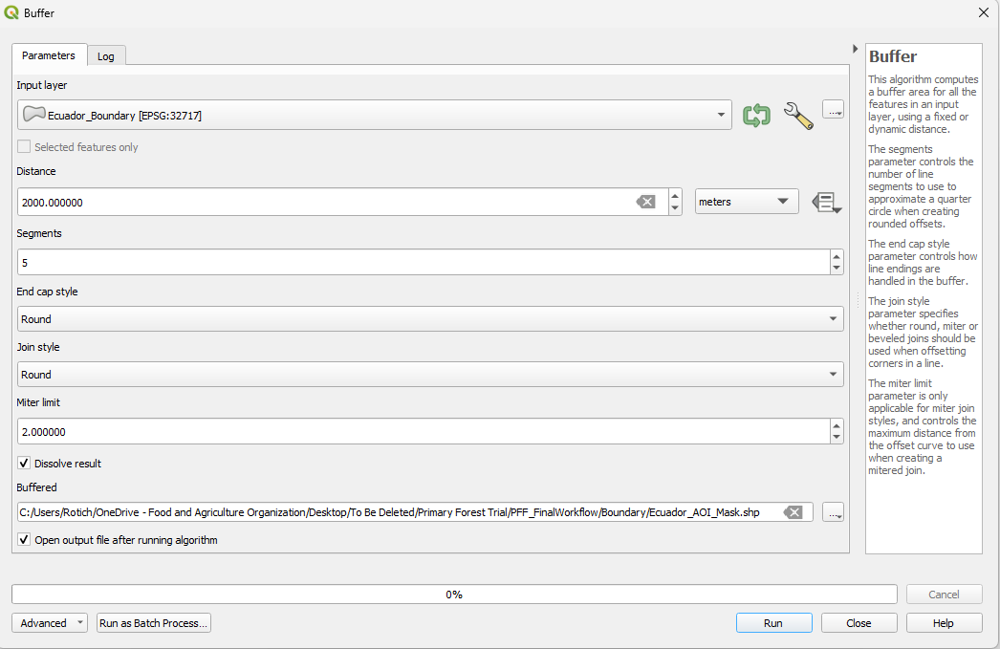 Buffer
Parameters
Log
Input layer
Ecuador_Boundary [EPSG:32717]
...
Selected features only
Distance
2000.000000
meters
Segments
5
End cap style
Round
Join style
Round
Miter limit
2.000000
Dissolve result
Buffered
C:/Users/Rotich/OneDrive - Food and Agriculture Organization/Desktop/To Be Deleted/Primary Forest Trial/PFF_FinalWorkflow/Boundary/Ecuador_AOI_Mask.shp
...
Open output file after running algorithm
Buffer
This algorithm computes
a buffer area for all the
features in an input
layer, using a fixed or
dynamic distance.
The segments
parameter controls the
number of line
segments to use to
approximate a quarter
circle when creating
rounded offsets.
The end cap style
parameter controls how
line endings are
handled in the buffer.
The join style
parameter specifies
whether round, miter or
beveled joins should be
used when offsetting
corners in a line.
The miter limit
parameter is only
applicable for miter join
styles, and controls the
maximum distance from
the offset curve to use
when creating a
mitered join.
0%
Cancel
Advanced
Run as Batch Process...
Run
Close
Help